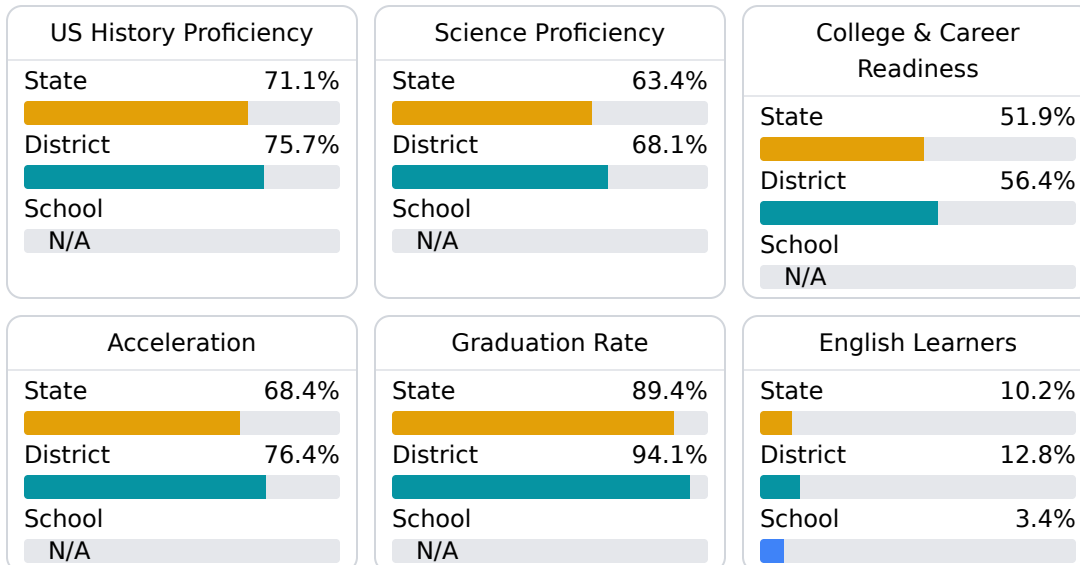 US History Proficiency
State 71.1%
District 75.7%
School
N/A
Science Proficiency
State 63.4%
District 68.1%
School
N/A
College & Career
Readiness
State 51.9%
District 56.4%
School
N/A
Acceleration
State 68.4%
District 76.4%
School
N/A
Graduation Rate
State 89.4%
District 94.1%
School
N/A
English Learners
State 10.2%
District 12.8%
School 3.4%